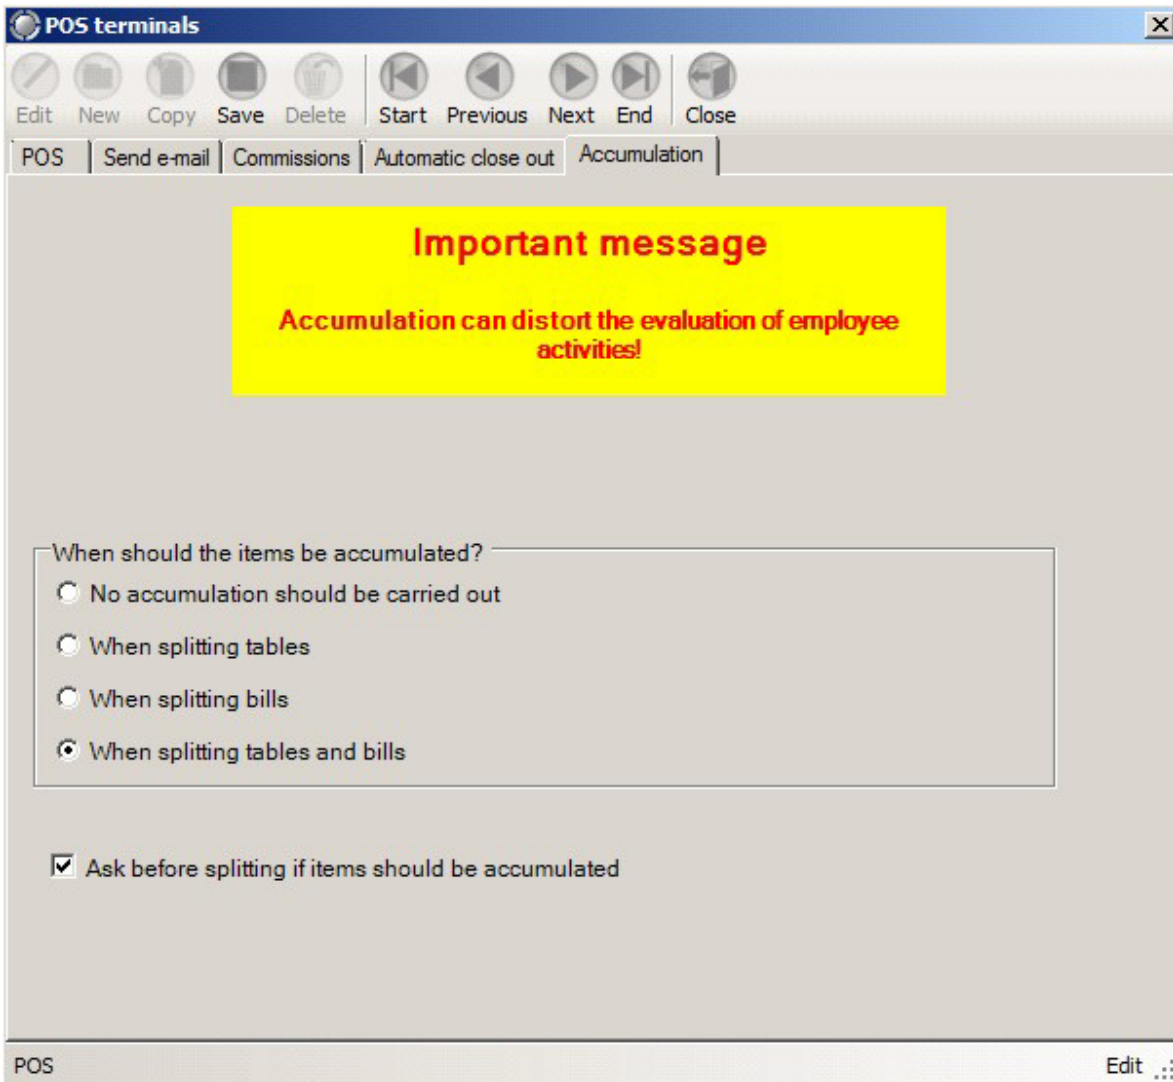 POS terminals
Edit New Copy Save Delete Start Previous Next End Close
POS Send e-mail Commissions Automatic close out Accumulation
Important message
Accumulation can distort the evaluation of employee
activities!
When should the items be accumulated?
No accumulation should be carried out
When splitting tables
When splitting bills
When splitting tables and bills
Ask before splitting if items should be accumulated
POS Edit